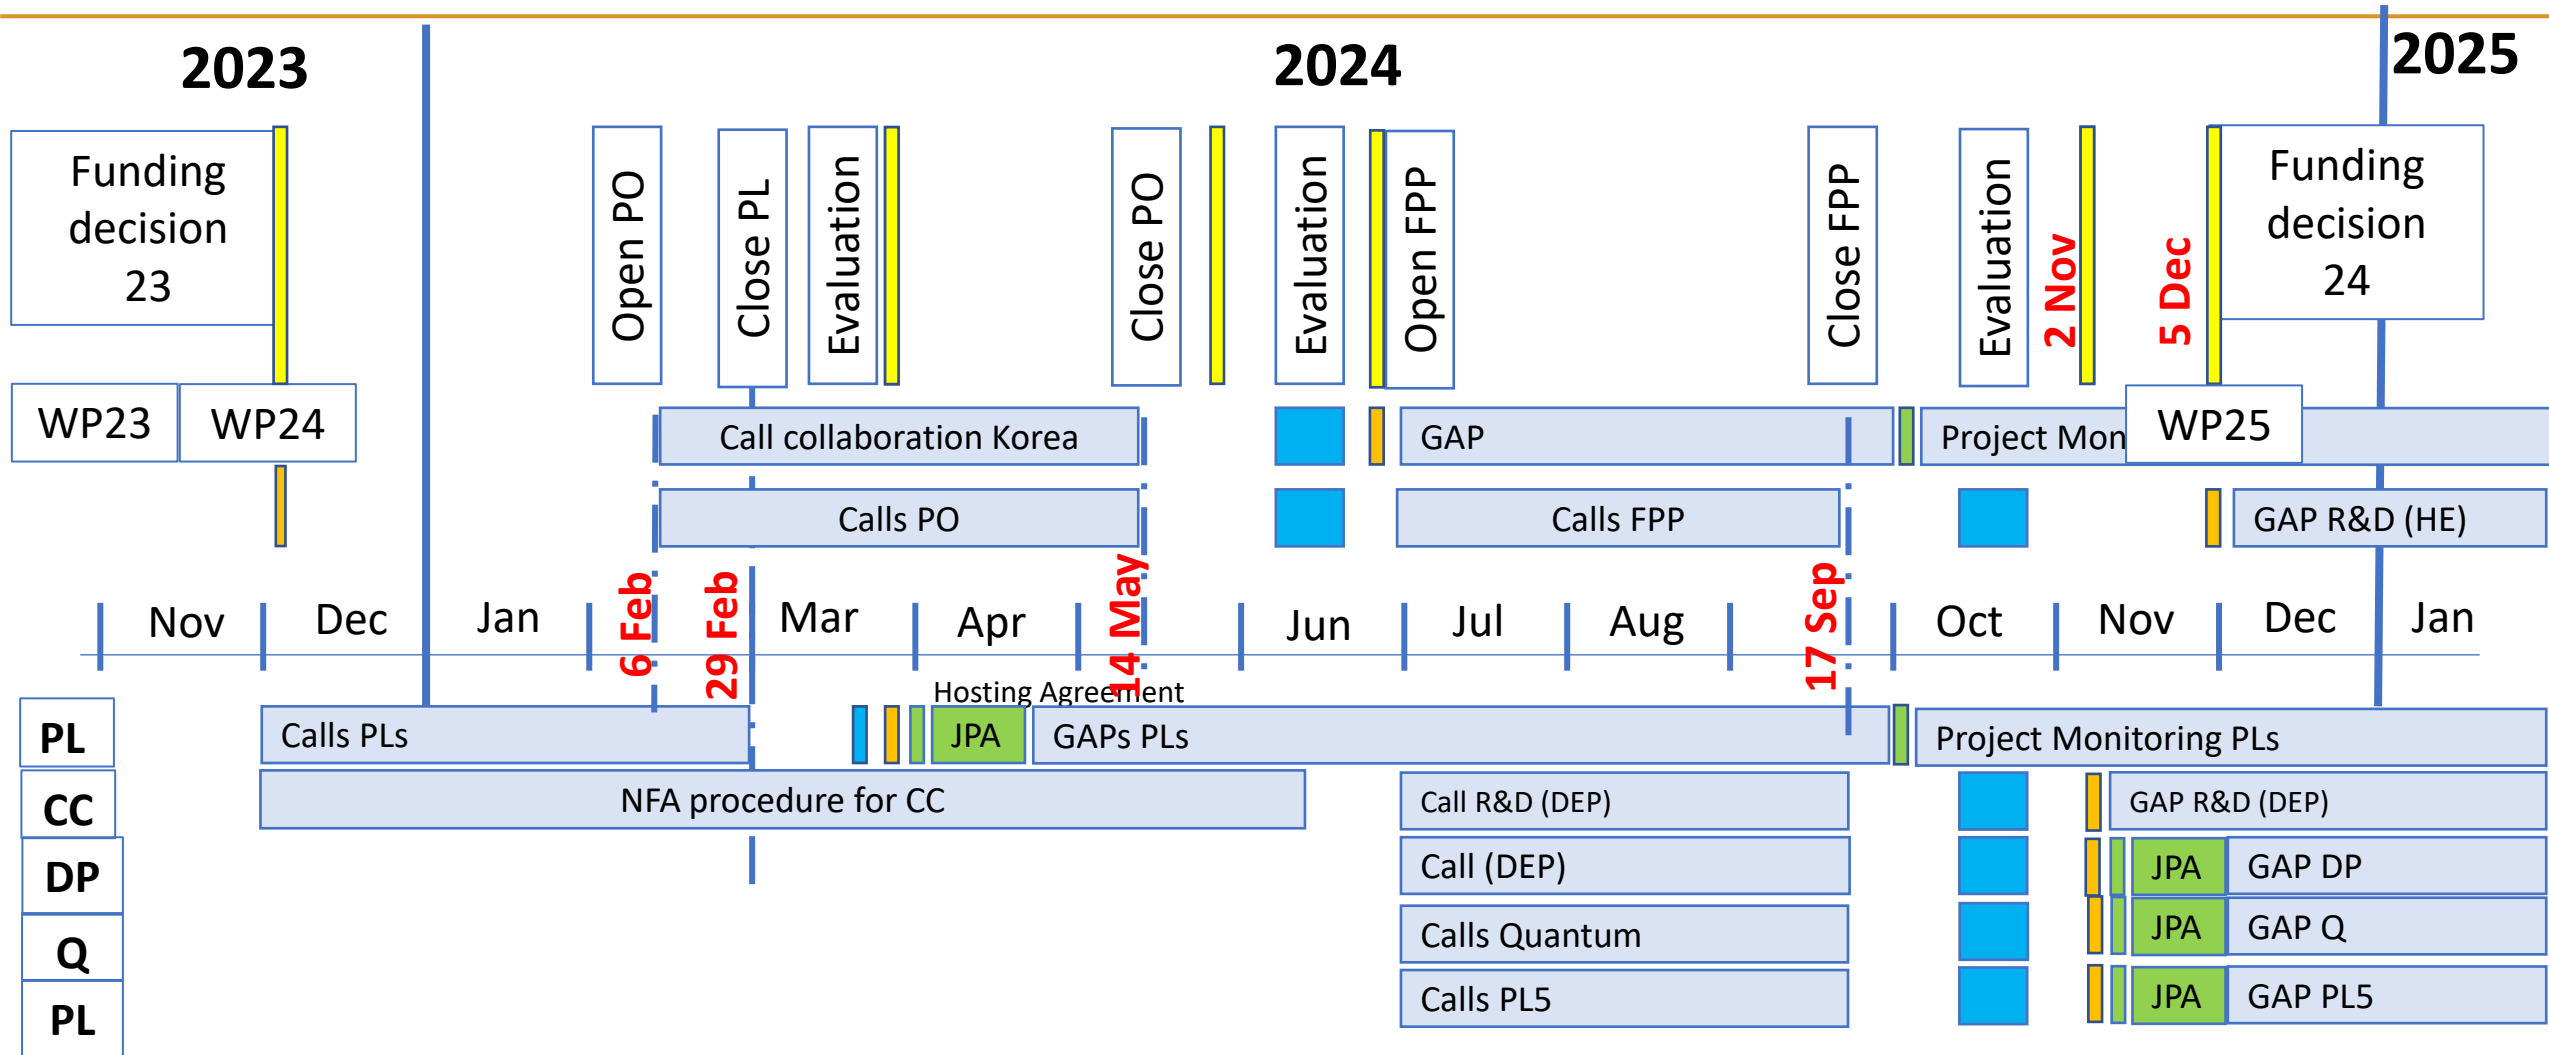 2023
2024
2025
Funding
decision
23
Open PO
Close PL
Evaluation
Close PO
Evaluation
Open FPP
Close FPP
Evaluation
2 Nov
5 Dec
Funding
decision
24
WP23
WP24
Call collaboration Korea
GAP
Project Mon
WP25
Calls PO
Calls FPP
GAP R&D (HE)
Nov
Dec
Jan
6 Feb
29 Feb
Mar
Apr
14 May
Jun
Jul
Aug
17 Sep
Oct
Nov
Dec
Jan
Hosting Agreement
PL
Calls PLs
JPA
GAPs PLs
Project Monitoring PLs
CC
NFA procedure for CC
Call R&D (DEP)
GAP R&D (DEP)
DP
Call (DEP)
JPA
GAP DP
Q
Calls Quantum
JPA
GAP Q
PL
Calls PL5
JPA
GAP PL5